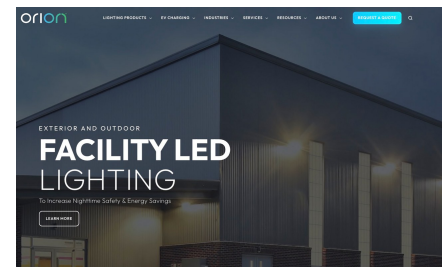 orion
LIGHTING PRODUCTS EV CHARGING INDUSTRIES SERVICES RESOURCES ABOUT US REQUEST A QUOTE
EXTERIOR AND OUTDOOR
FACILITY LED
LIGHTING
To Increase Nighttime Safety & Energy Savings
LEARN MORE